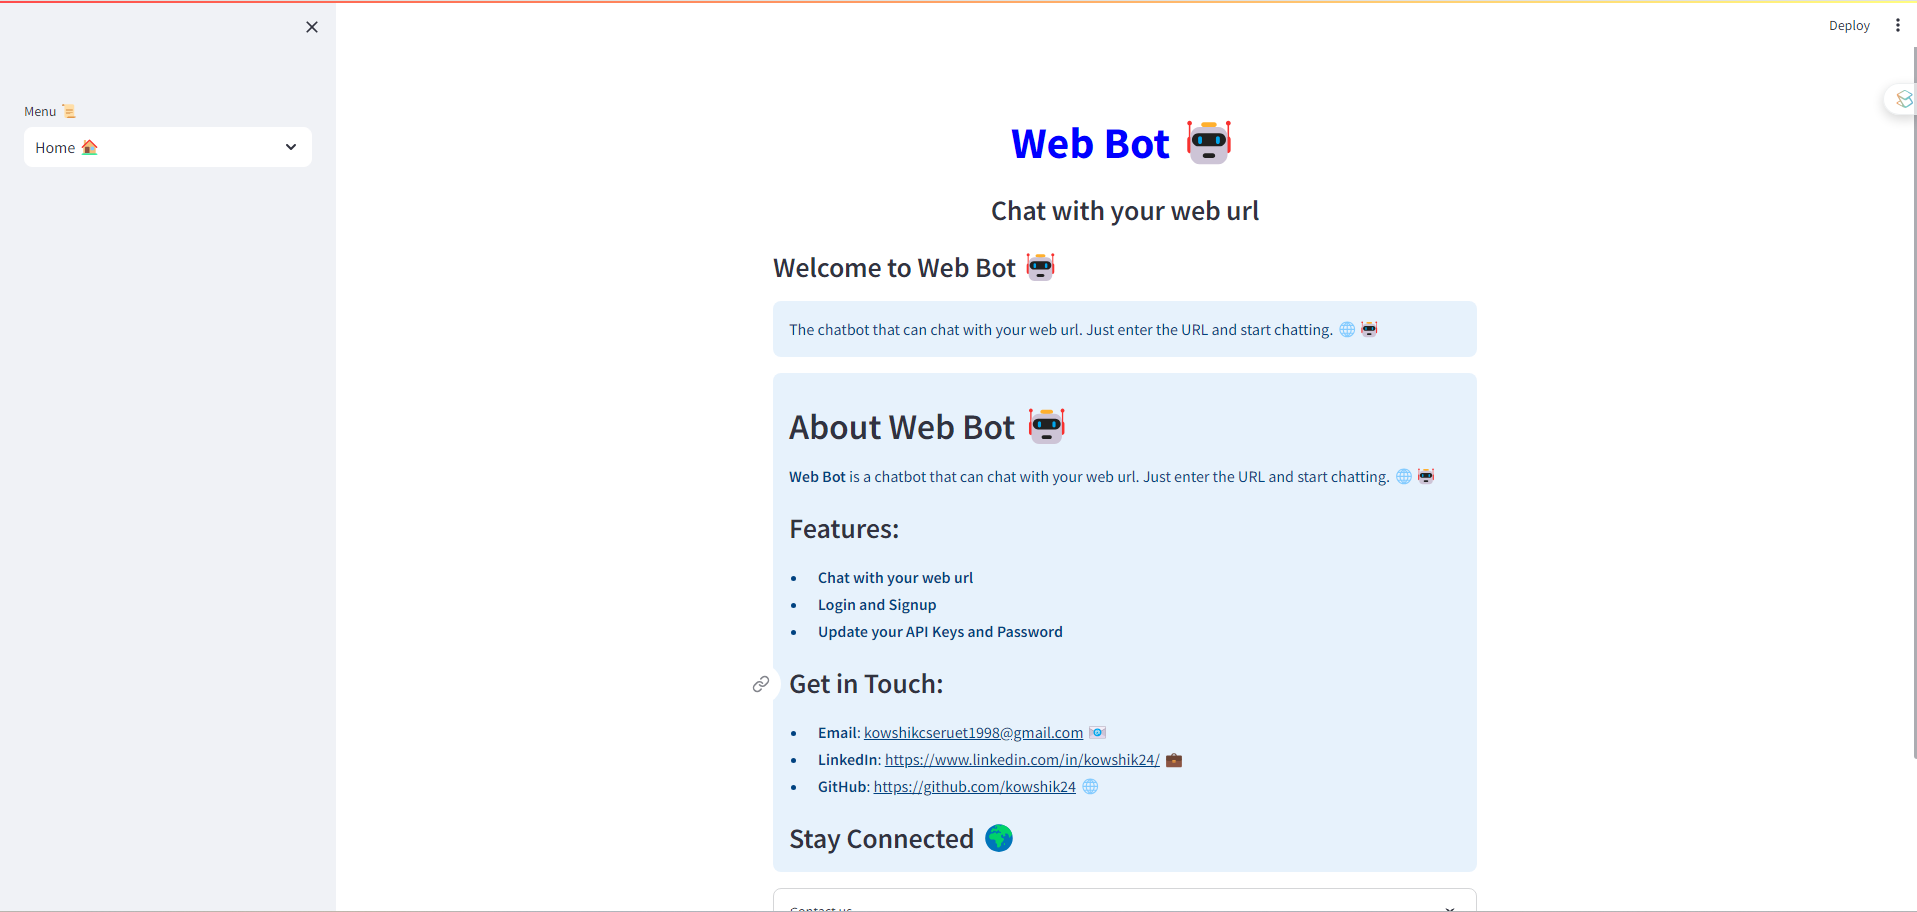 Deploy
Menu 📜
Home 🏠
Web Bot 🤖
Chat with your web url
Welcome to Web Bot 🤖
The chatbot that can chat with your web url. Just enter the URL and start chatting. 🌐 🤖
About Web Bot 🤖
Web Bot is a chatbot that can chat with your web url. Just enter the URL and start chatting. 🌐 🤖
Features:
• Chat with your web url
• Login and Signup
• Update your API Keys and Password
Get in Touch:
• Email: kowshikcseruet1998@gmail.com 📧
• LinkedIn: https://www.linkedin.com/in/kowshik24/ 💼
• GitHub: https://github.com/kowshik24 🌐
Stay Connected 🌍
Contact us